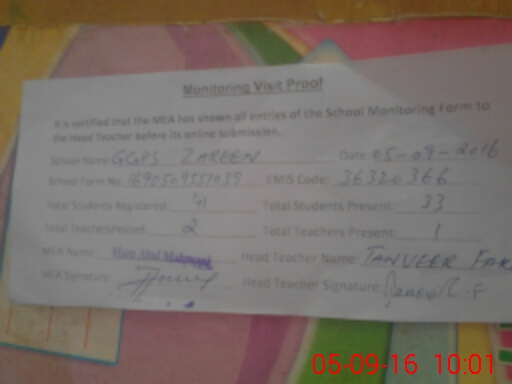 Monitoring Visit Proof
It is certified that the MEA has shown all entries of the School Monitoring Form to
the Head Teacher before its online submission.
School Name: GGPS ZAREEN Date: 05-09-2016
School Form No: EMIS Code: 36320366
Total Students Registered: 41 Total Students Present: 33
Total Teachers Posted: 2 Total Teachers Present: 1
MEA Name: Head Teacher Name: TANVEER
MEA Signature: Head Teacher Signature:
05-09-16 10:01